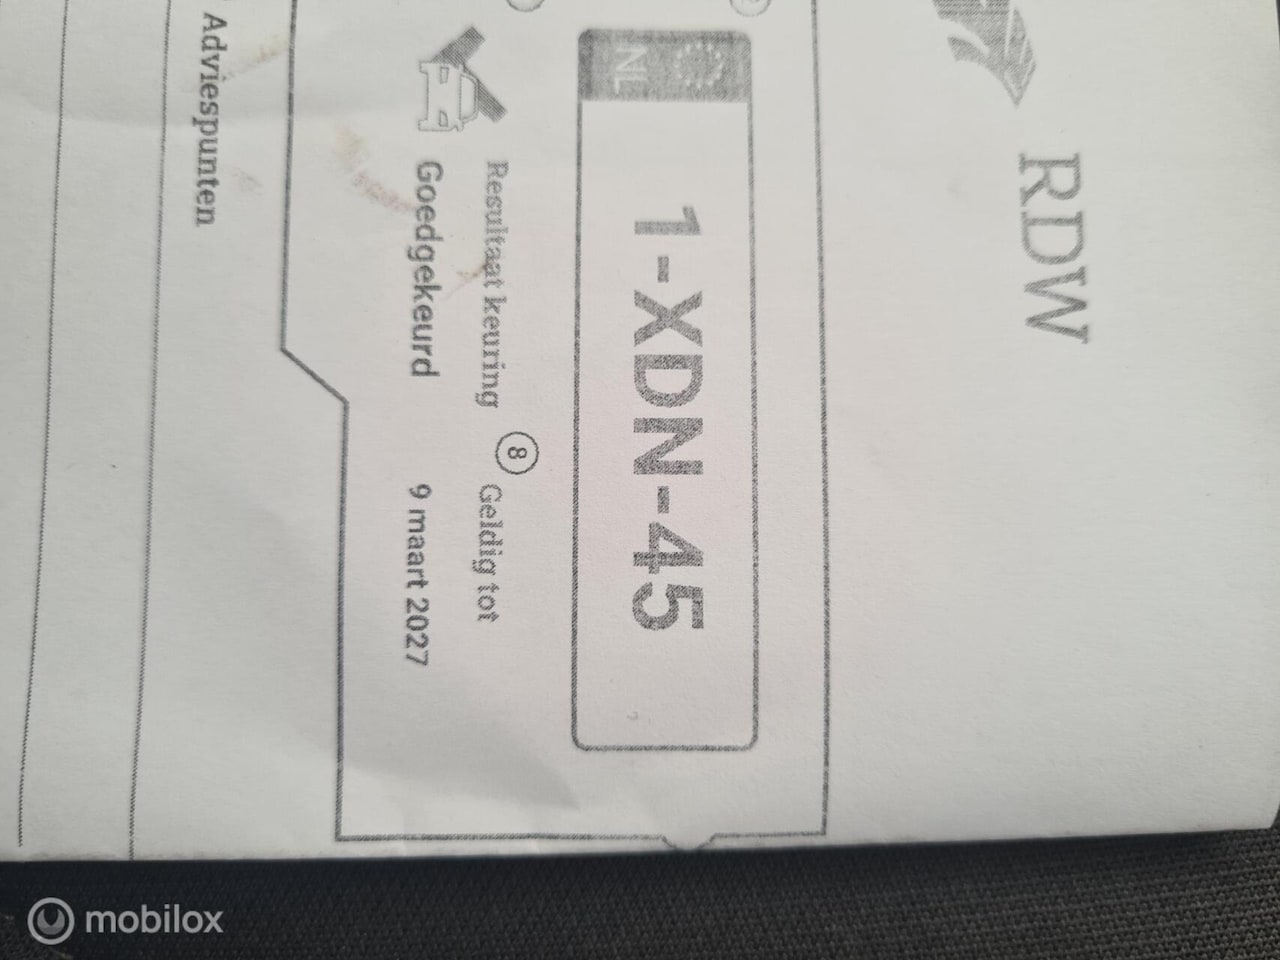 RDW
NL
1-XDN-45
Resultaat keuring
Goedgekeurd
8
Geldig tot
9 maart 2027
Adviespunten
mobilox